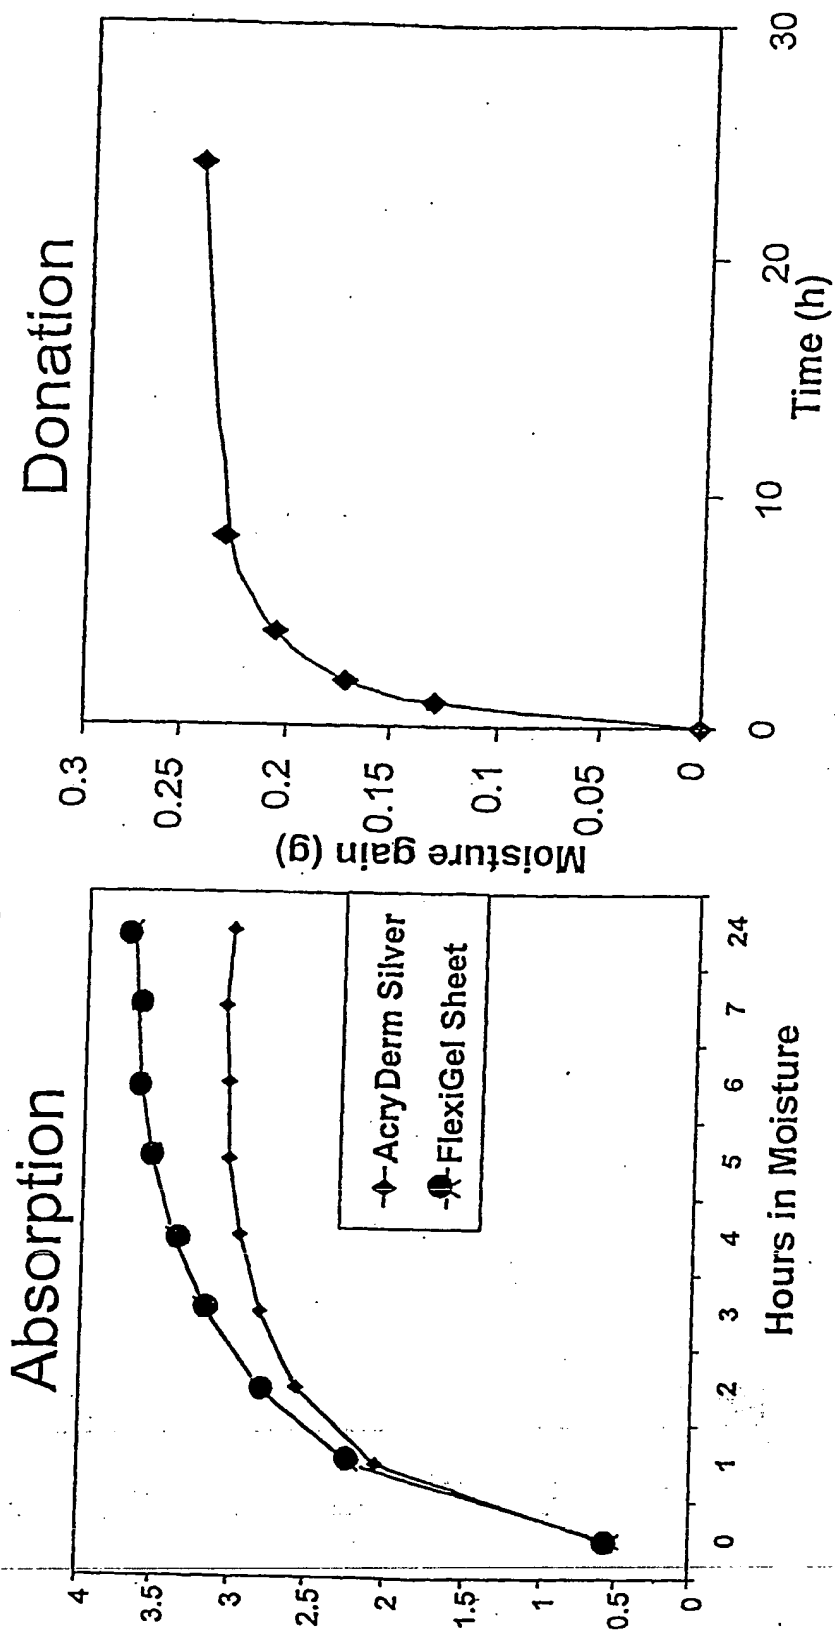 Absorption
4
3.5
3
2.5
2
1.5
1
0.5
0
0 1 2 3 4 5 6 7 24
Hours in Moisture
AcryDerm Silver
FlexiGel Sheet
Donation
Moisture gain (g)
0.3
0.25
0.2
0.15
0.1
0.05
0
0 10 20 30
Time (h)